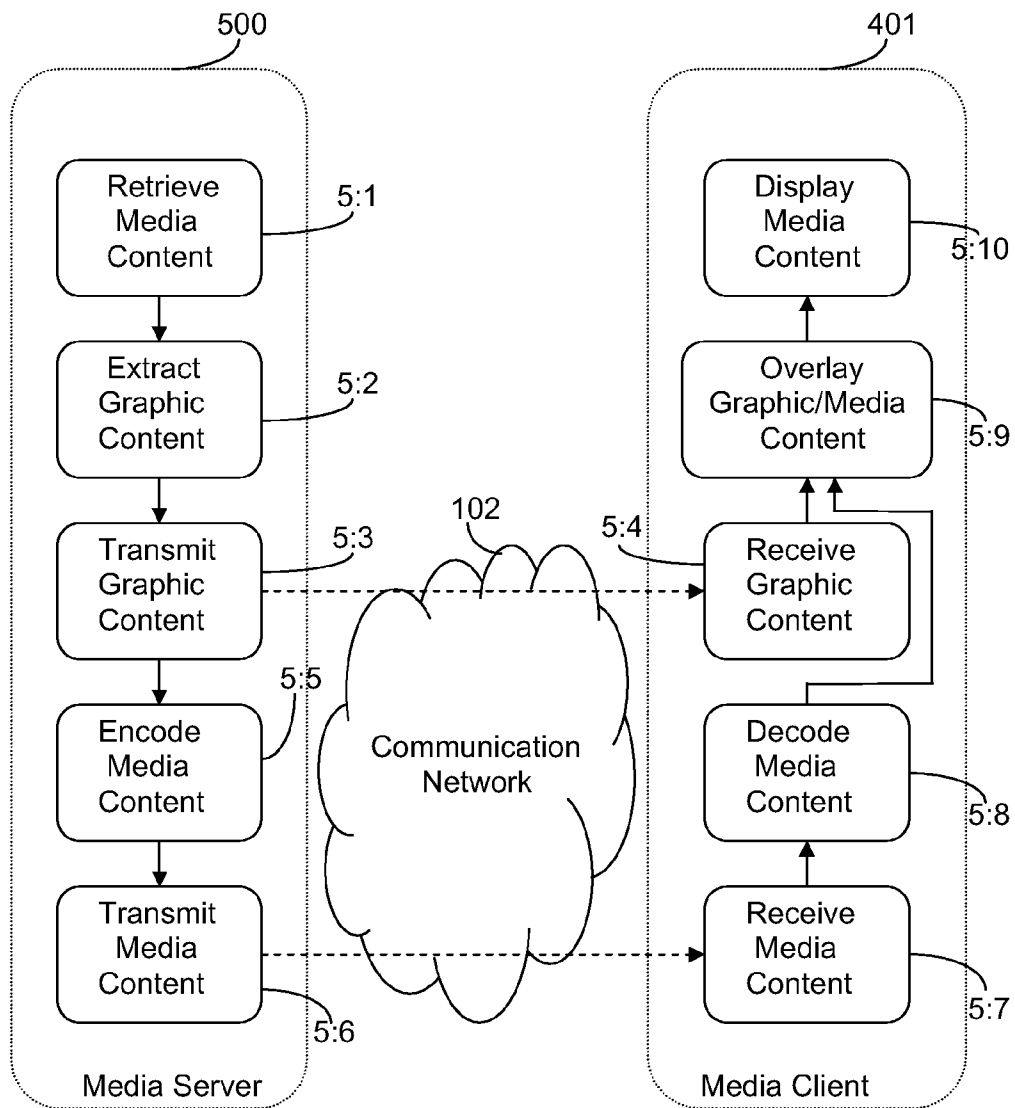 500
401
Retrieve
Media
Content
5:1
Extract
Graphic
Content
5:2
Transmit
Graphic
Content
5:3
Encode
Media
Content
5:5
Transmit
Media
Content
5:6
Media Server
102
Communication
Network
Display
Media
Content
5:10
Overlay
Graphic/Media
Content
5:9
5:4
Receive
Graphic
Content
Decode
Media
Content
5:8
Receive
Media
Content
5:7
Media Client